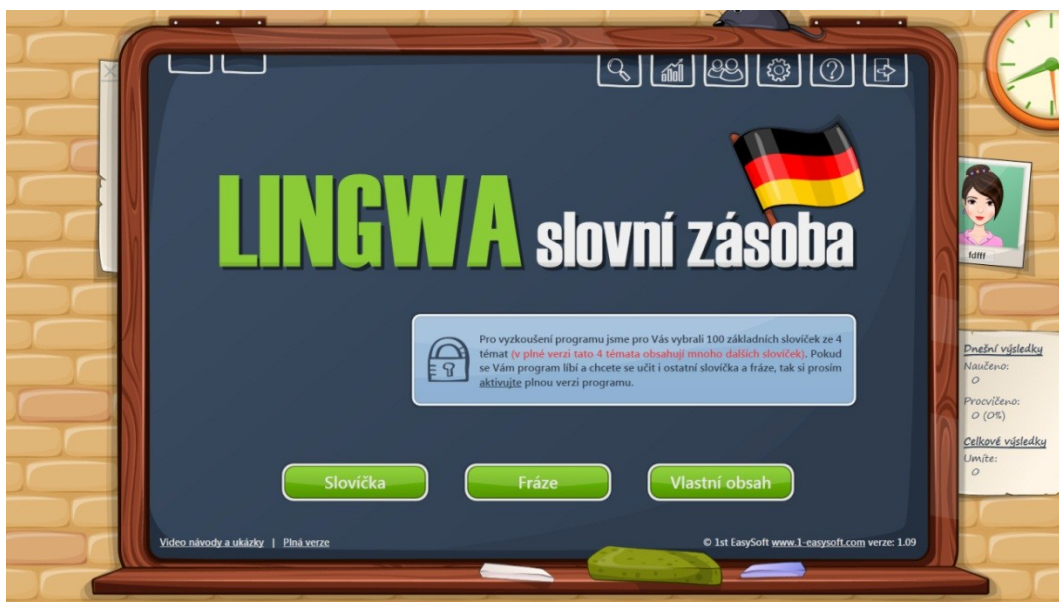 LINGWA slovní zásoba
Pro vyzkoušení programu jsme pro Vás vybrali 100 základních slovíček ze 4
témat (v plné verzi tato 4 témata obsahují mnoho dalších slovíček). Pokud
se Vám program líbí a chcete se učit i ostatní slovíčka a fráze, tak si prosím
aktivujte plnou verzi programu.
Slovíčka
Fráze
Vlastní obsah
Video návody a ukázky | Plná verze
© 1st EasySoft www.1-easysoft.com verze: 1.09
fdfff
Dnešní výsledky
Naučeno:
0
Procvičeno:
0 (0%)
Celkové výsledky
Umíte:
0